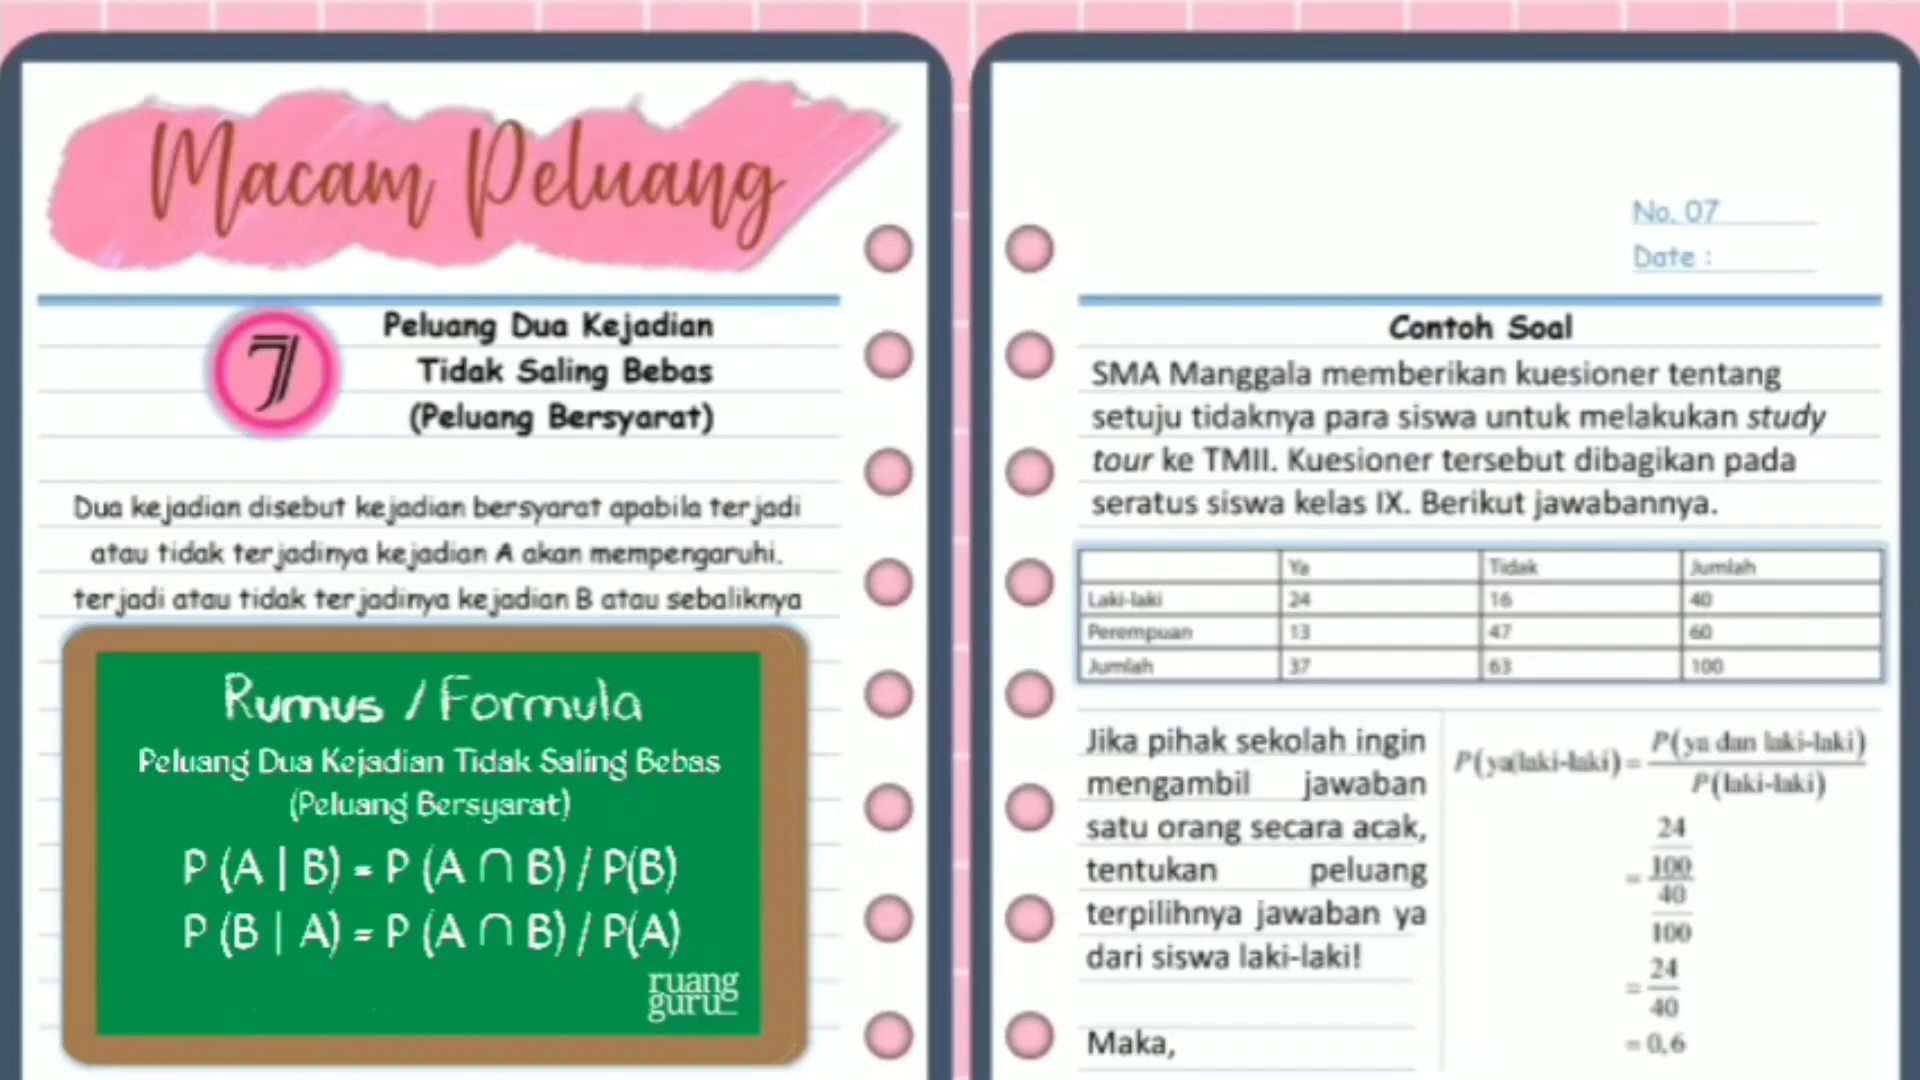 Macam Peluang
7
Peluang Dua Kejadian
Tidak Saling Bebas
(Peluang Bersyarat)
Dua kejadian disebut kejadian bersyarat apabila terjadi
atau tidak terjadinya kejadian A akan mempengaruhi.
terjadi atau tidak terjadinya kejadian B atau sebaliknya
Rumus / Formula
Peluang Dua Kejadian Tidak Saling Bebas
(Peluang Bersyarat)
P (A | B) = P (A ∩ B) / P(B)
P (B | A) = P (A ∩ B) / P(A)
ruang
guru
No. 07
Date :
Contoh Soal
SMA Manggala memberikan kuesioner tentang
setuju tidaknya para siswa untuk melakukan study
tour ke TMII. Kuesioner tersebut dibagikan pada
seratus siswa kelas IX. Berikut jawabannya.
Ya Tidak Jumlah
Laki-laki 24 16 40
Perempuan 13 47 60
Jumlah 37 63 100
Jika pihak sekolah ingin
mengambil jawaban
satu orang secara acak,
tentukan peluang
terpilihnya jawaban ya
dari siswa laki-laki!
Maka,
P(ya|laki-laki) = P(ya dan laki-laki)
P(laki-laki)
24
= 100
40
100
= 24
40
= 0,6